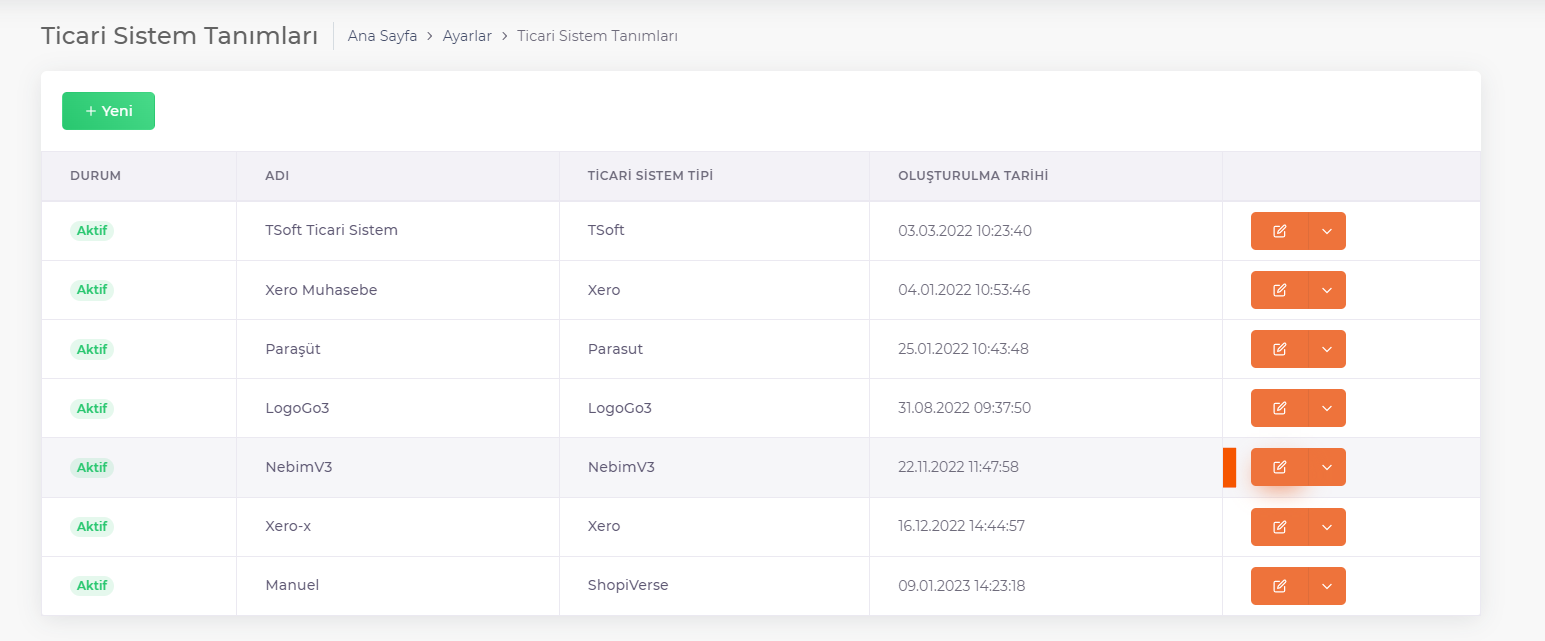 Ticari Sistem Tanımları Ana Sayfa > Ayarlar > Ticari Sistem Tanımları
+ Yeni
DURUM ADI TİCARİ SİSTEM TİPİ OLUŞTURULMA TARİHİ
Aktif TSoft Ticari Sistem TSoft 03.03.2022 10:23:40
Aktif Xero Muhasebe Xero 04.01.2022 10:53:46
Aktif Paraşüt Parasut 25.01.2022 10:43:48
Aktif LogoGo3 LogoGo3 31.08.2022 09:37:50
Aktif NebimV3 NebimV3 22.11.2022 11:47:58
Aktif Xero-x Xero 16.12.2022 14:44:57
Aktif Manuel ShopiVerse 09.01.2023 14:23:18